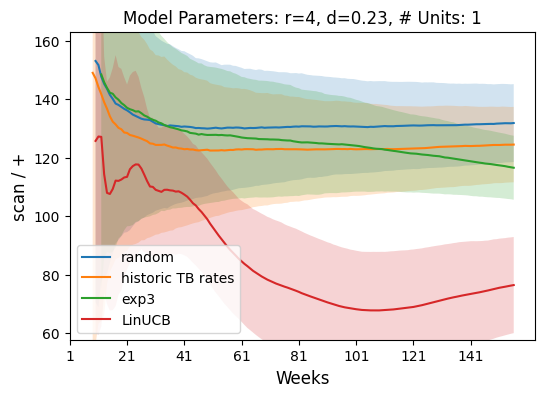 Model Parameters: r=4, d=0.23, # Units: 1
scan / +
160
140
120
100
80
60
random
historic TB rates
exp3
LinUCB
1 21 41 61 81 101 121 141
Weeks